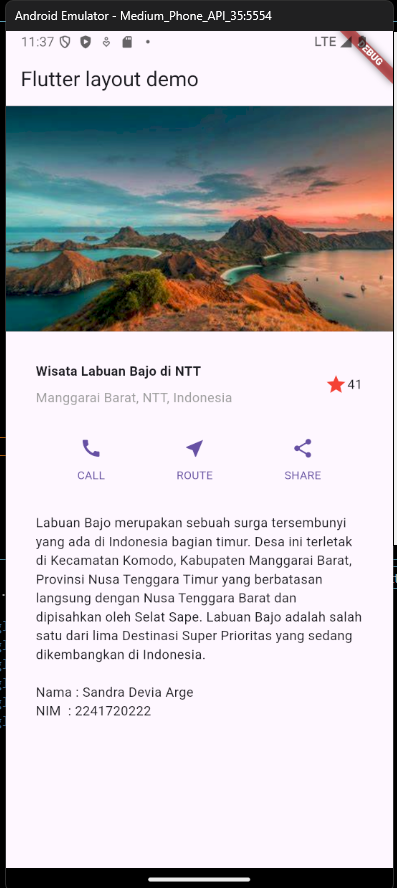 Android Emulator - Medium_Phone_API_35:5554
11:37
LTE
DEBUG
Flutter layout demo
Wisata Labuan Bajo di NTT
Manggarai Barat, NTT, Indonesia
41
CALL ROUTE SHARE
Labuan Bajo merupakan sebuah surga tersembunyi
yang ada di Indonesia bagian timur. Desa ini terletak
di Kecamatan Komodo, Kabupaten Manggarai Barat,
Provinsi Nusa Tenggara Timur yang berbatasan
langsung dengan Nusa Tenggara Barat dan
dipisahkan oleh Selat Sape. Labuan Bajo adalah salah
satu dari lima Destinasi Super Prioritas yang sedang
dikembangkan di Indonesia.
Nama : Sandra Devia Arge
NIM : 2241720222